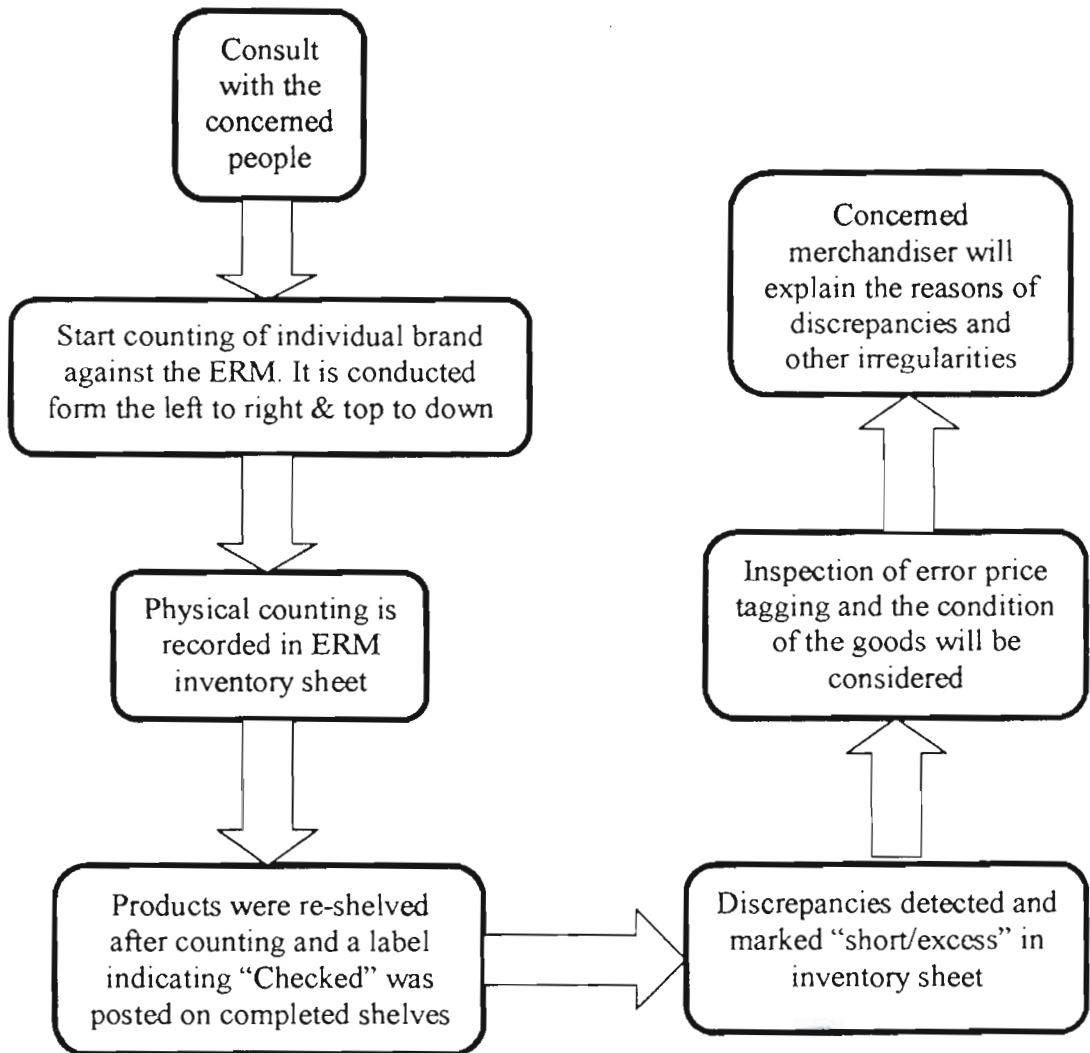 Consult
with the
concerned
people
Start counting of individual brand
against the ERM. It is conducted
form the left to right & top to down
Physical counting is
recorded in ERM
inventory sheet
Products were re-shelved
after counting and a label
indicating “Checked” was
posted on completed shelves
Discrepancies detected and
marked “short/excess” in
inventory sheet
Inspection of error price
tagging and the condition
of the goods will be
considered
Concerned
merchandiser will
explain the reasons of
discrepancies and
other irregularities